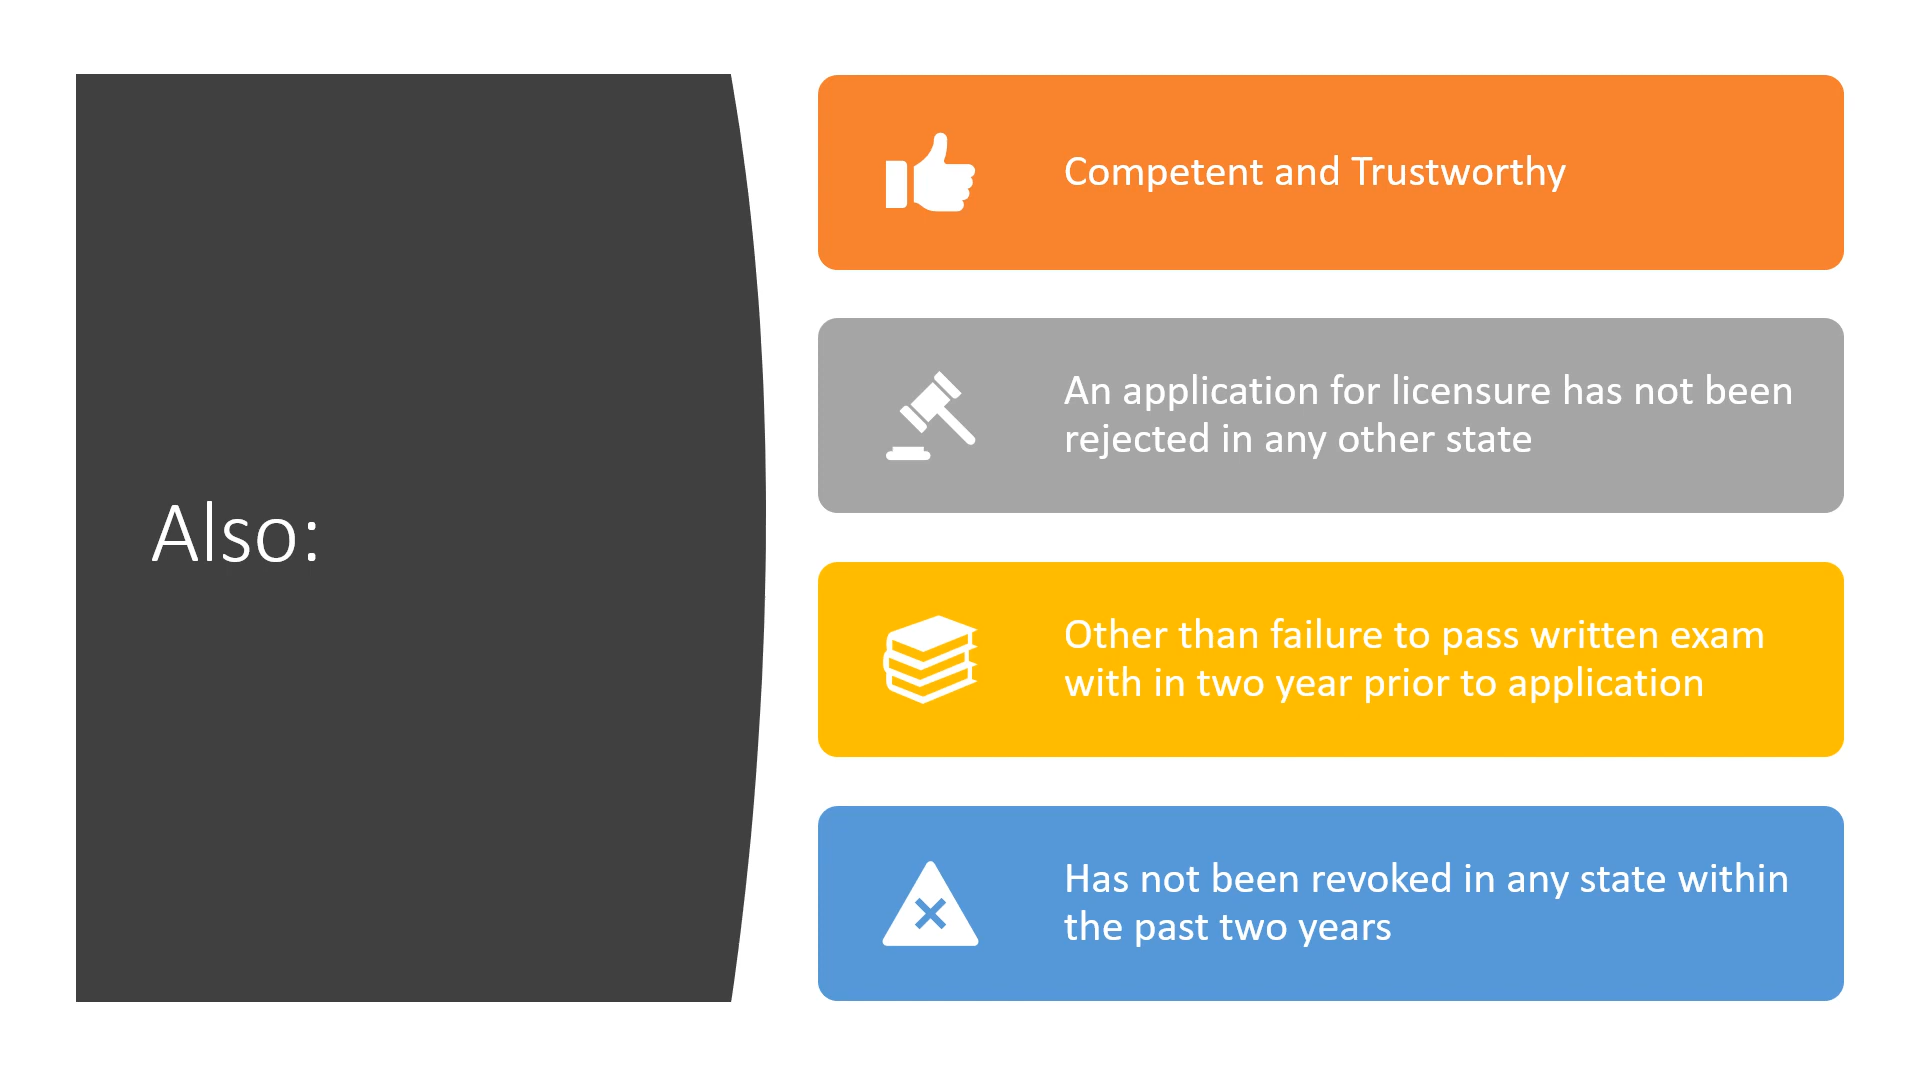 Also:
Competent and Trustworthy
An application for licensure has not been
rejected in any other state
Other than failure to pass written exam
with in two year prior to application
Has not been revoked in any state within
the past two years